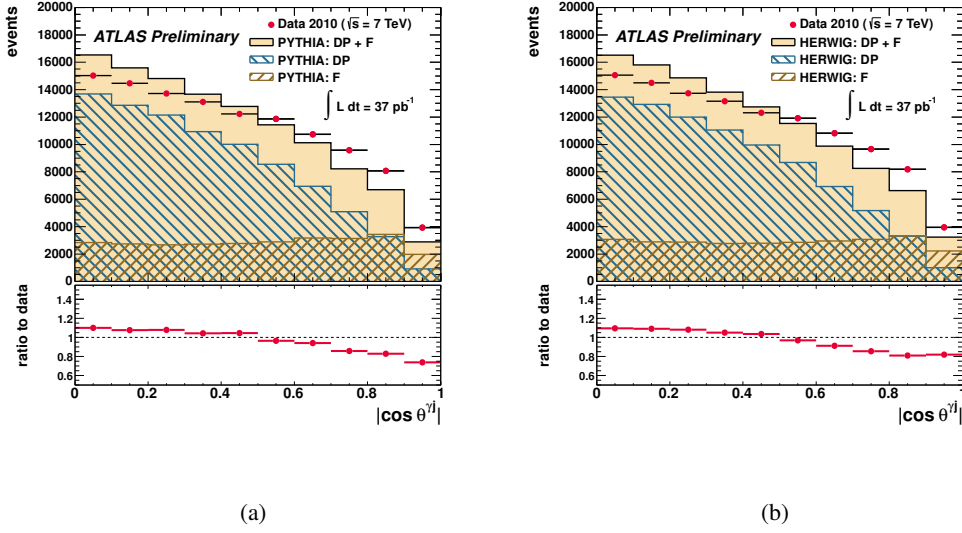 events
20000
18000
16000
14000
12000
10000
8000
6000
4000
2000
0
ATLAS Preliminary
Data 2010 (√s = 7 TeV)
PYTHIA: DP + F
PYTHIA: DP
PYTHIA: F
∫ L dt = 37 pb⁻¹
ratio to data
1.4
1.2
1
0.8
0.6
0 0.2 0.4 0.6 0.8 1
|cos θ^γj|
(a)
events
20000
18000
16000
14000
12000
10000
8000
6000
4000
2000
0
ATLAS Preliminary
Data 2010 (√s = 7 TeV)
HERWIG: DP + F
HERWIG: DP
HERWIG: F
∫ L dt = 37 pb⁻¹
ratio to data
1.4
1.2
1
0.8
0.6
0 0.2 0.4 0.6 0.8 1
|cos θ^γj|
(b)